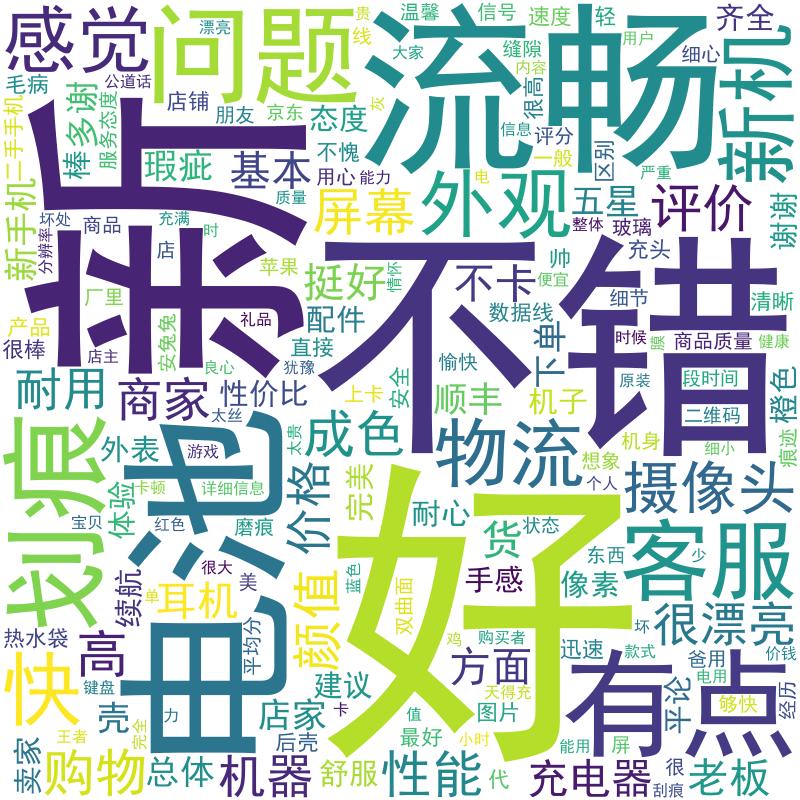 感觉
问题
流畅
新机
漂亮
贵
线
温馨
信号
速度
轻
齐全
大家
缝隙
用户
细心
毛病
公道话
多谢
店铺
朋友
京东
态度
灰
内容
很高
信息
评分
区别
二手手机
棒
服务态度
瑕疵
基本
不愧
用心
能力
外观
电
一般
严重
质量
屏幕
五星
评价
谢谢
新手机
坏处
分辨率
商品
充满
时
整体
玻璃
亲
店
苹果
挺好
情怀
不卡
帅
便宜
充头
不错
厂里
安兔兔
礼品
配件
数据线
细节
清晰
产品
很棒
店主
良心
犹豫
直接
愉快
下单
时候
膜
商品质量
健康
耐用
商家
性价比
上卡
安全
顺丰
机子
原装
段时间
橙色
太丝
二维码
划痕
外表
电池
游戏
太贵
成色
物流
想象
机身
细小
痕迹
体验
卡顿
详细信息
价格
完美
耐心
个人
摄像头
宝贝
红色
磨痕
货
状态
东西
少
客服
续航
很大
美
蓝色
双曲面
手感
像素
单
耳机
颜值
好
热水袋
平均分
鸡
购买者
坏
很漂亮
快
高
方面
迅速
款式
爸用
价钱
键盘
建议
天得充
有点
电用
壳
力
店家
卡
值
图片
平论
够快
经历
卖家
王者
完全
后壳
最好
小时
能用
屏
购物
总体
机器
舒服
性能
代
充电器
很
刮痕
老板